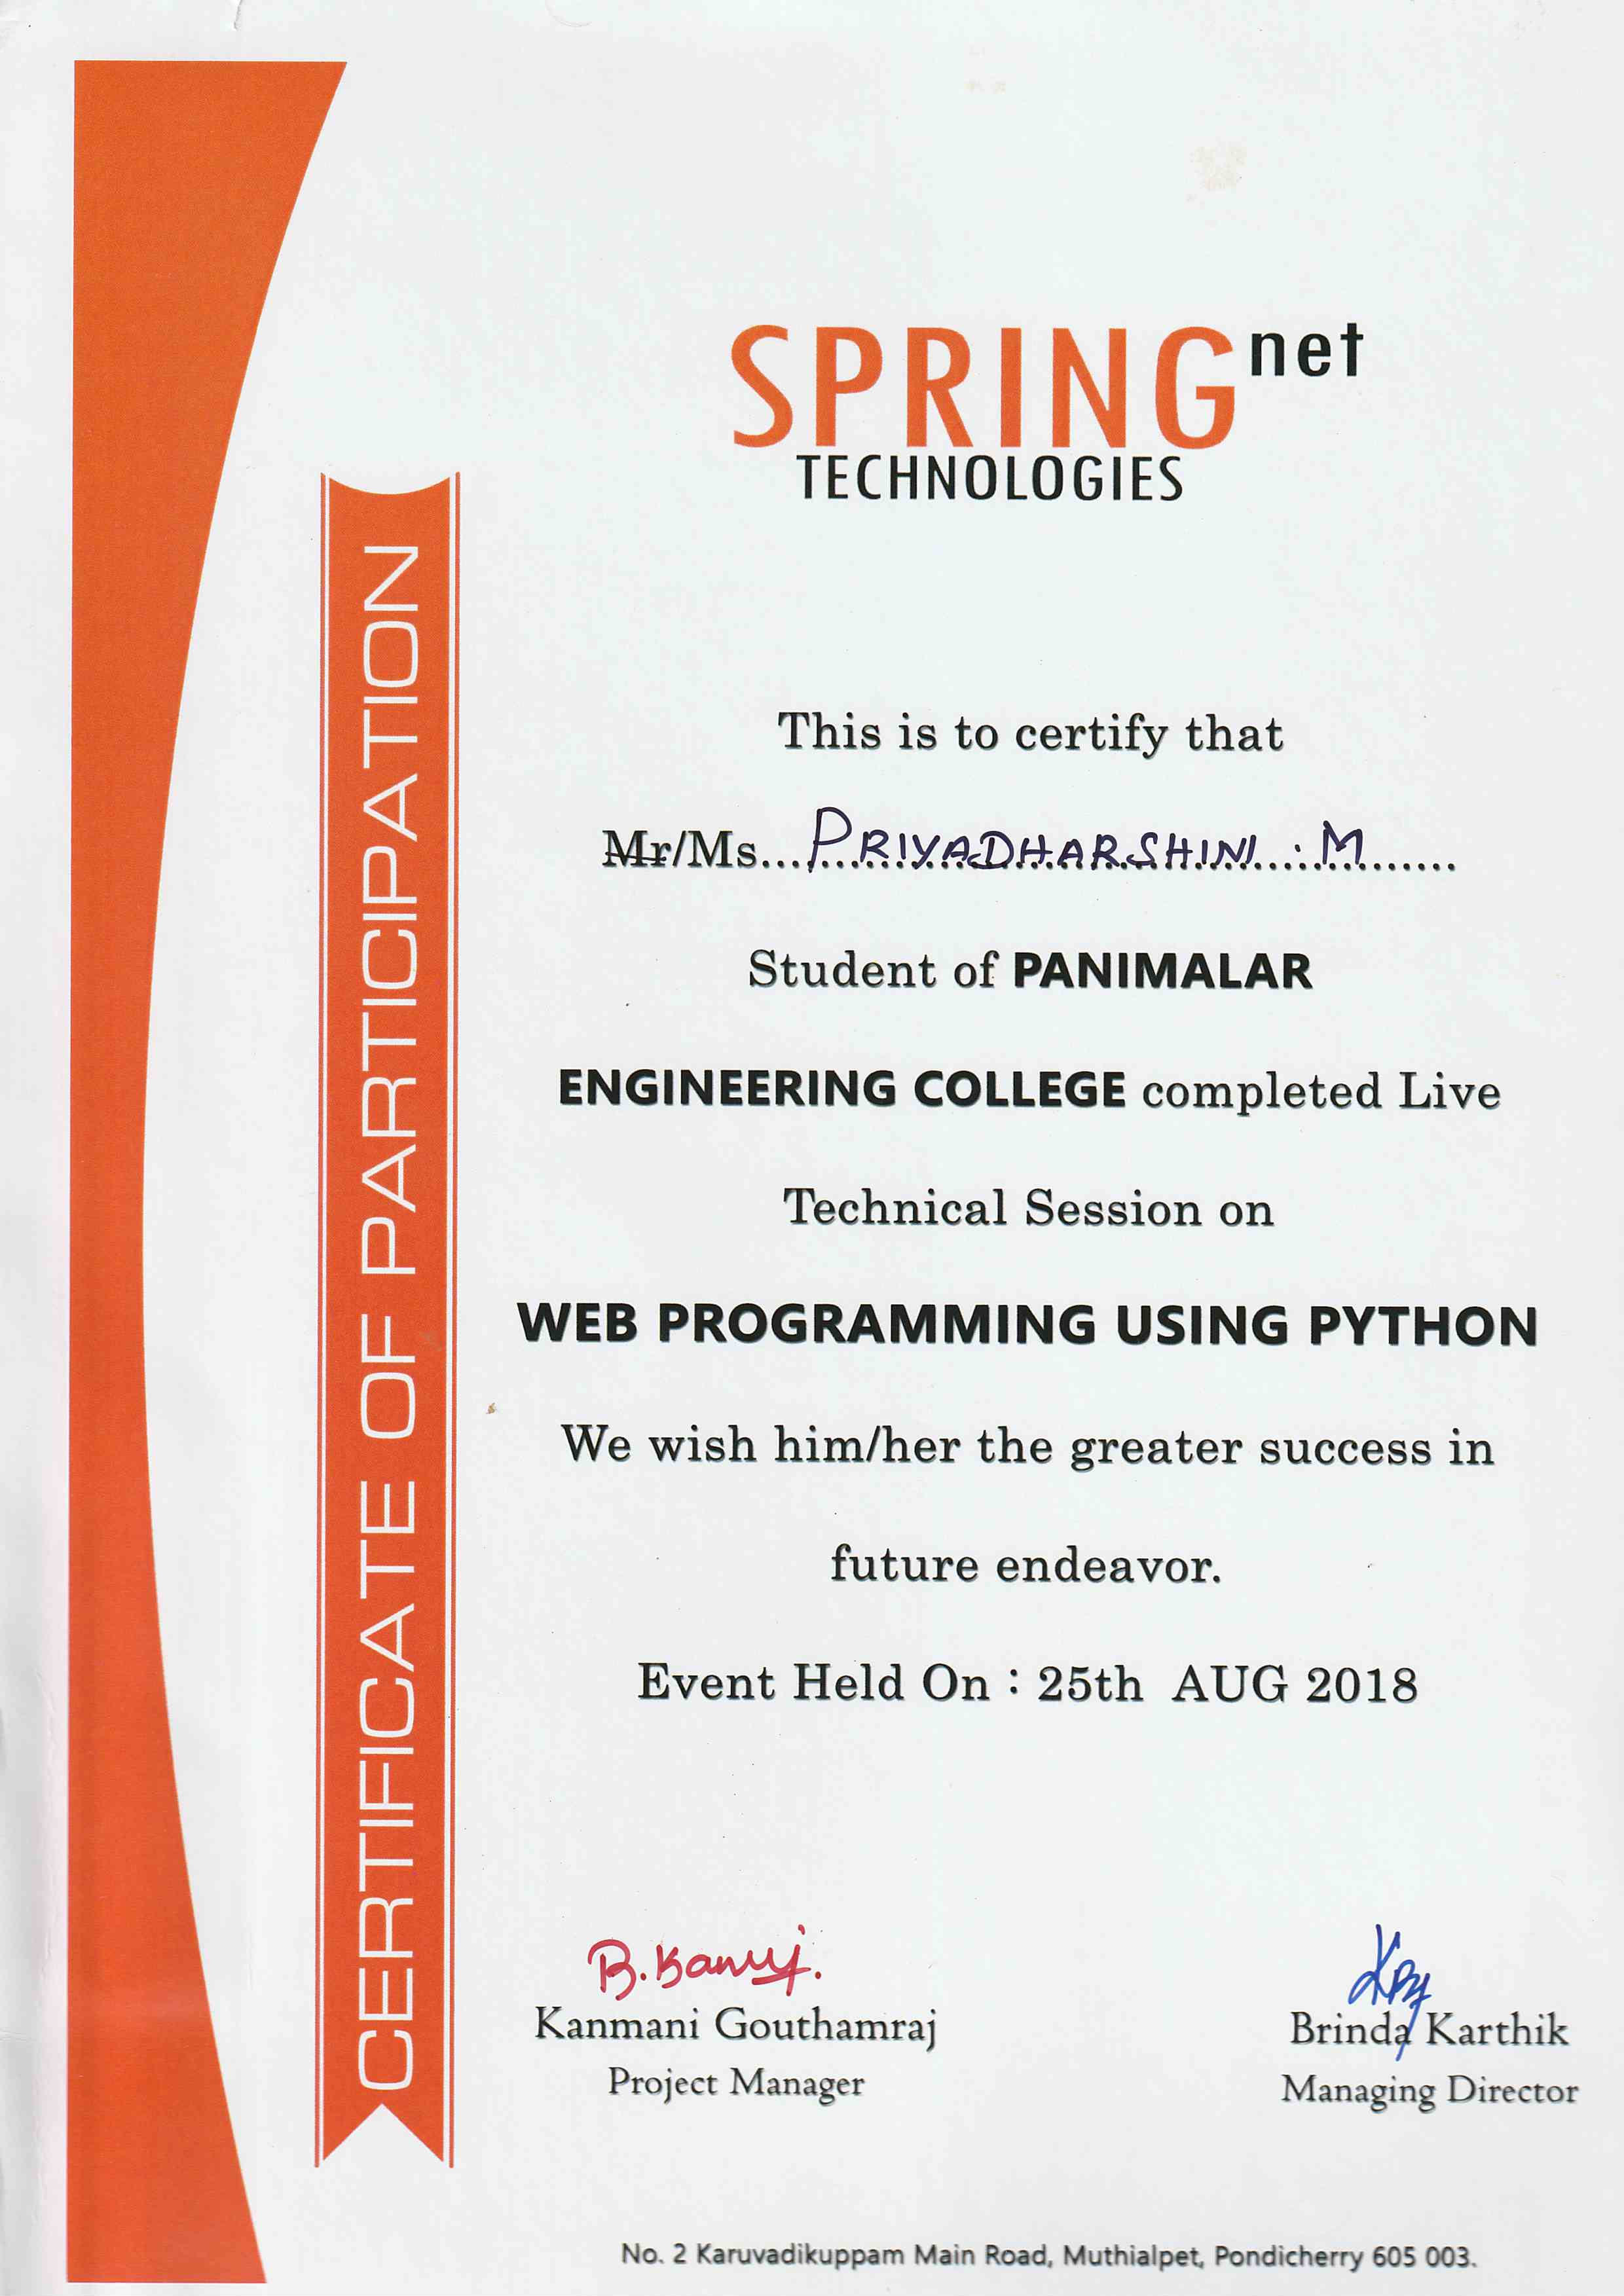 SPRING net
TECHNOLOGIES
CERTIFICATE OF PARTICIPATION
This is to certify that
Mr/Ms...PRIYADHARSHINI . M.......
Student of PANIMALAR
ENGINEERING COLLEGE completed Live
Technical Session on
WEB PROGRAMMING USING PYTHON
We wish him/her the greater success in
future endeavor.
Event Held On : 25th AUG 2018
Kanmani Gouthamraj
Project Manager
Brinda Karthik
Managing Director
No. 2 Karuvadikuppam Main Road, Muthialpet, Pondicherry 605 003.